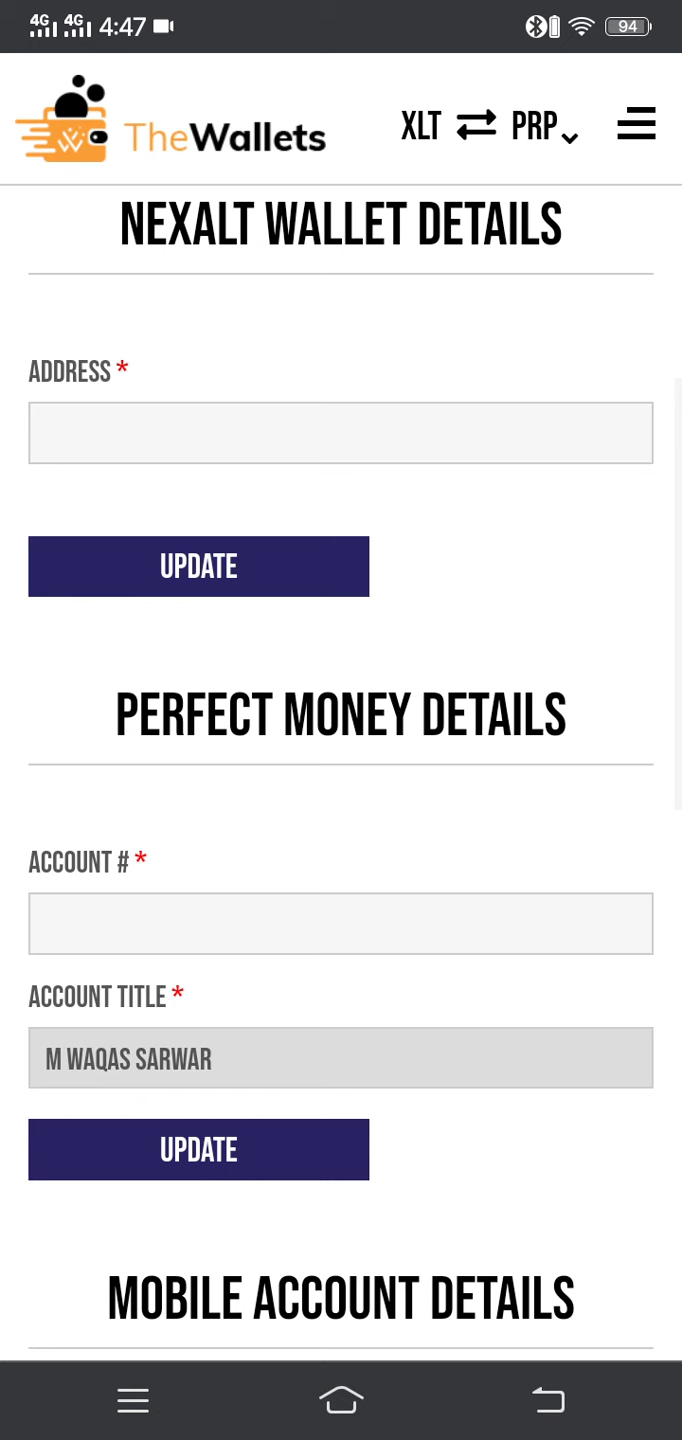 4G 4G 4:47 94
TheWallets XLT PRP
NEXALT WALLET DETAILS
ADDRESS *
UPDATE
PERFECT MONEY DETAILS
ACCOUNT # *
ACCOUNT TITLE *
M WAQAS SARWAR
UPDATE
MOBILE ACCOUNT DETAILS